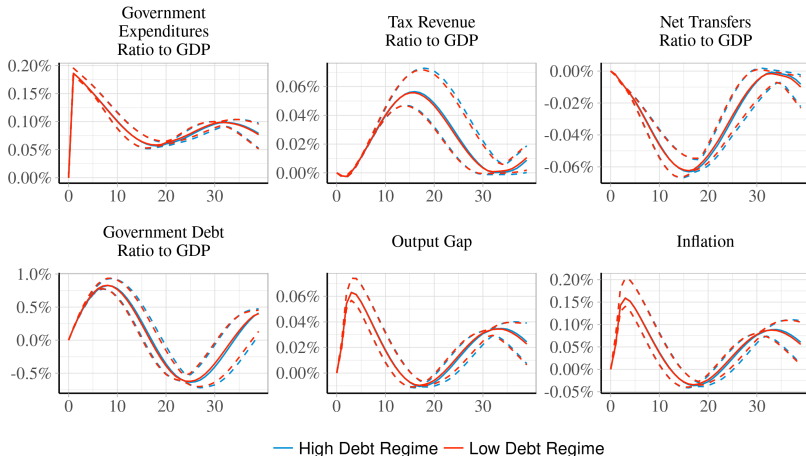 Government
Expenditures
Ratio to GDP
0.20%
0.15%
0.10%
0.05%
0.00%
0 10 20 30
Tax Revenue
Ratio to GDP
0.06%
0.04%
0.02%
0.00%
0 10 20 30
Net Transfers
Ratio to GDP
0.00%
-0.02%
-0.04%
-0.06%
0 10 20 30
Government Debt
Ratio to GDP
1.0%
0.5%
0.0%
-0.5%
0 10 20 30
Output Gap
0.06%
0.04%
0.02%
0.00%
0 10 20 30
Inflation
0.20%
0.15%
0.10%
0.05%
0.00%
-0.05%
0 10 20 30
High Debt Regime Low Debt Regime